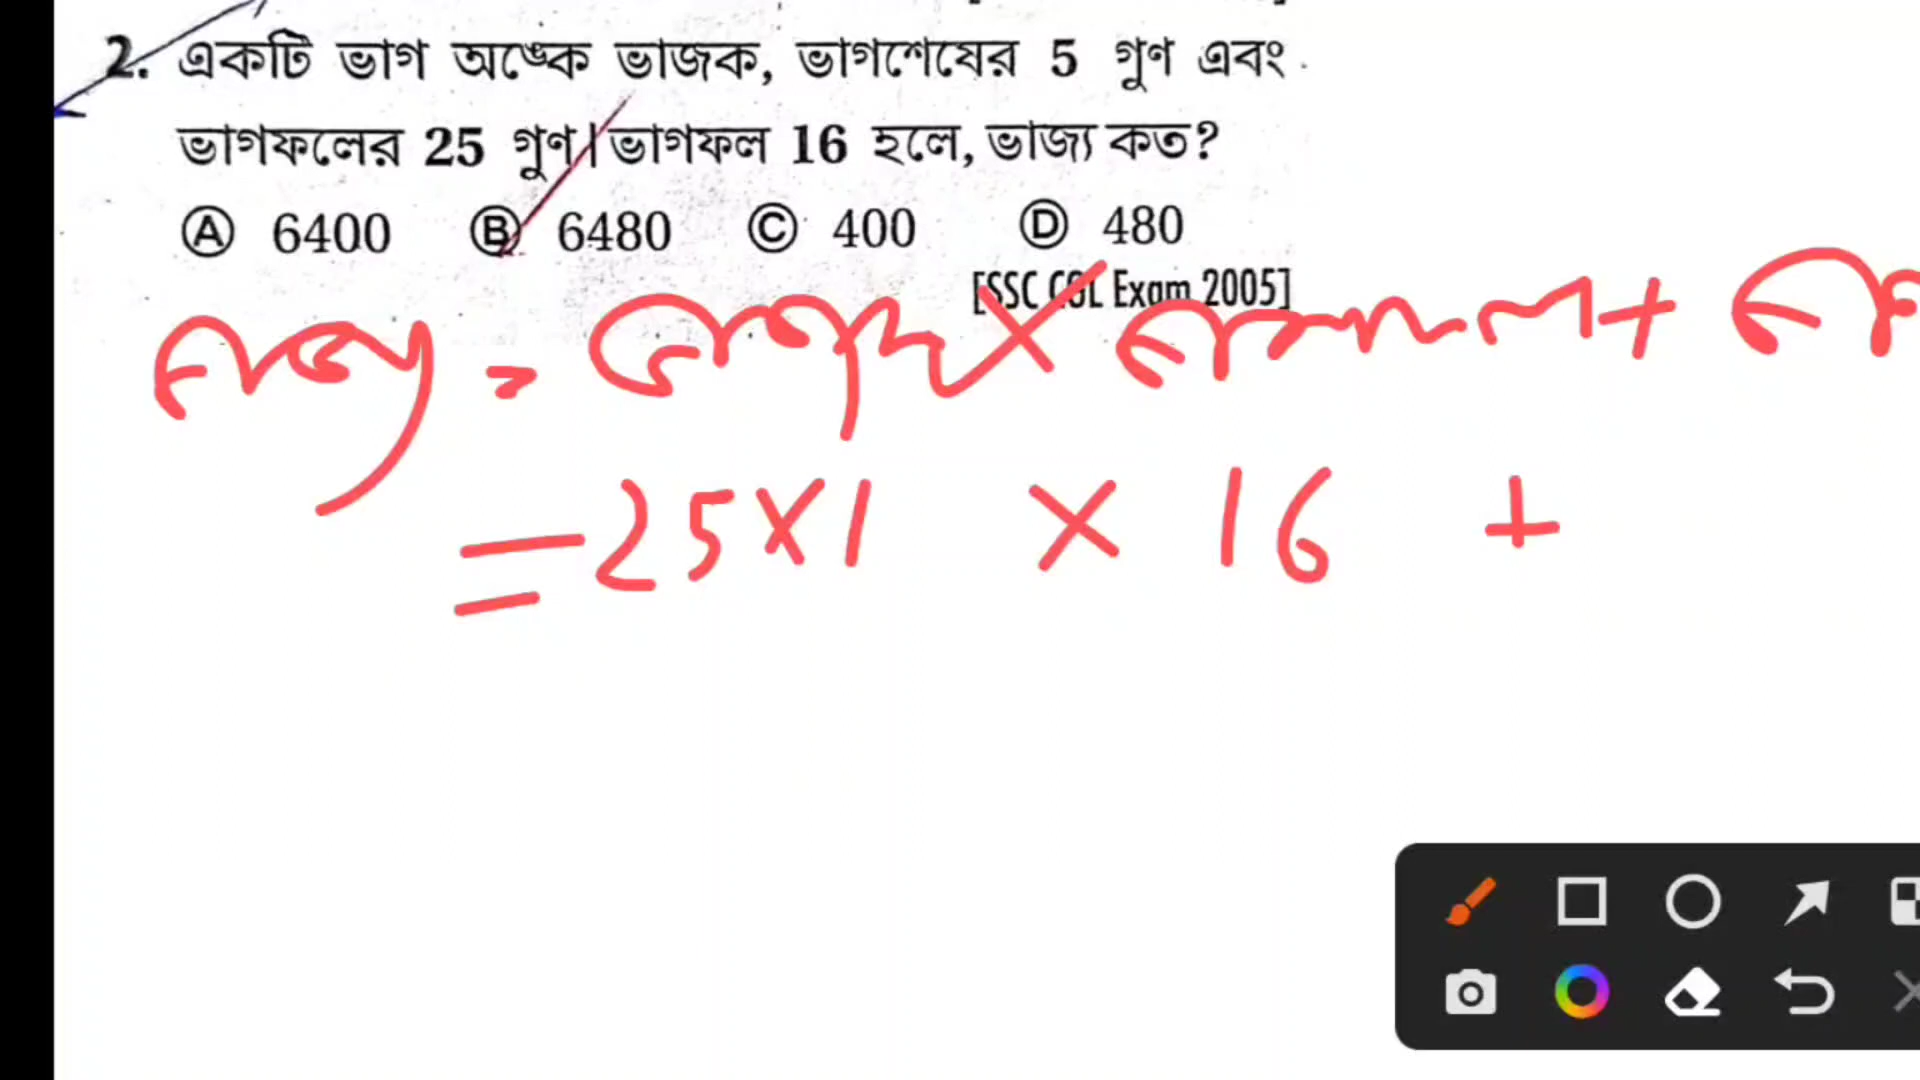 2. একটি ভাগ অঙ্কে ভাজক, ভাগশেষের 5 গুণ এবং
ভাগফলের 25 গুণ। ভাগফল 16 হলে, ভাজ্য কত?
Ⓐ 6400 Ⓑ 6480 Ⓒ 400 Ⓓ 480
[SSC CGL Exam 2005]
ভাজ্য = × ভাগফল +
= 25×1 × 16 +